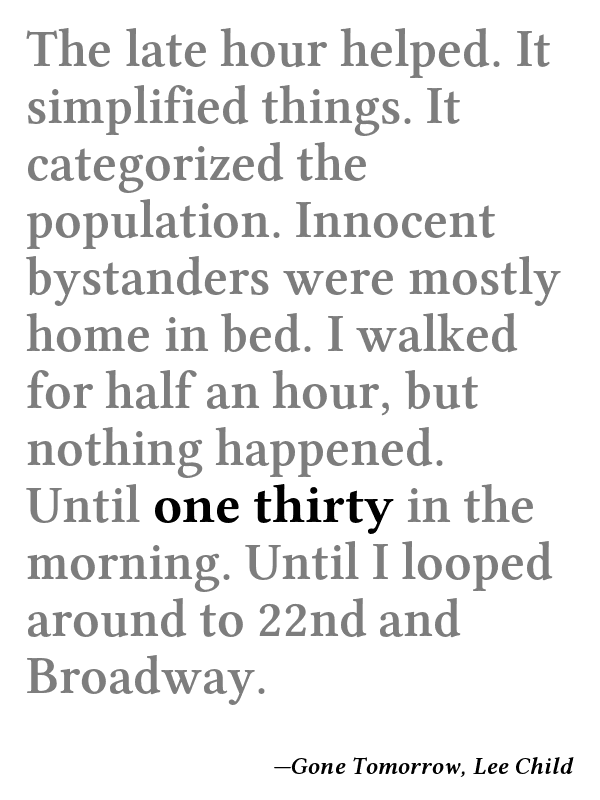 The late hour helped. It
simplified things. It
categorized the
population. Innocent
bystanders were mostly
home in bed. I walked
for half an hour, but
nothing happened.
Until one thirty in the
morning. Until I looped
around to 22nd and
Broadway.
—Gone Tomorrow, Lee Child